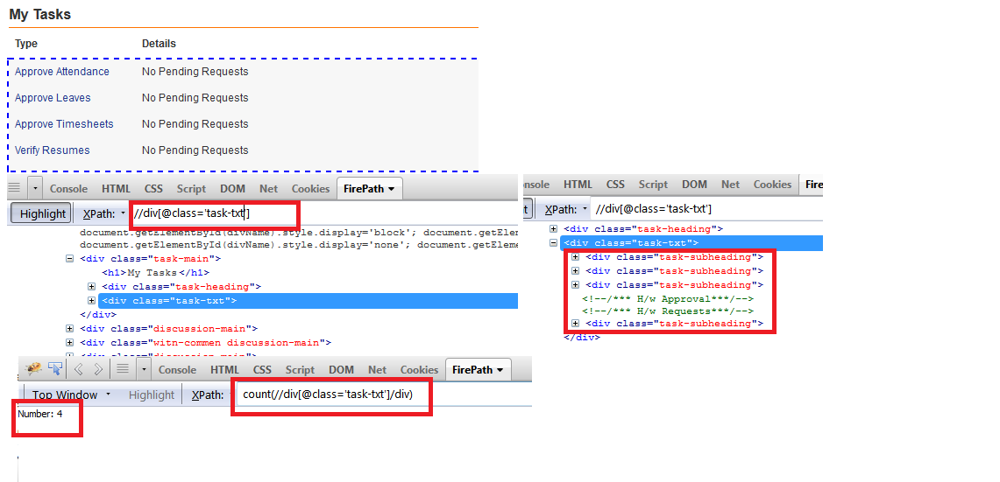 My Tasks
Type Details
Approve Attendance No Pending Requests
Approve Leaves No Pending Requests
Approve Timesheets No Pending Requests
Verify Resumes No Pending Requests
Console HTML CSS Script DOM Net Cookies FirePath
Highlight XPath: //div[@class='task-txt']
document.getElementById(divName).style.display='block'; document.getElem
document.getElementById(divName).style.display='none'; document.getEleme
<div class="task-main">
<h1>My Tasks</h1>
<div class="task-heading">
<div class="task-txt">
</div>
<div class="discussion-main">
<div class="witn-commen discussion-main">
<div class="discussion-main">
nsole HTML CSS Script DOM Net Cookies Fire
t XPath: //div[@class='task-txt']
<div class="task-heading">
<div class="task-txt">
<div class="task-subheading">
<div class="task-subheading">
<div class="task-subheading">
<!--/*** H/w Approval***/-->
<!--/*** H/w Requests***/-->
<div class="task-subheading">
</div>
Console HTML CSS Script DOM Net Cookies FirePath
Top Window Highlight XPath: count(//div[@class='task-txt']/div)
Number: 4